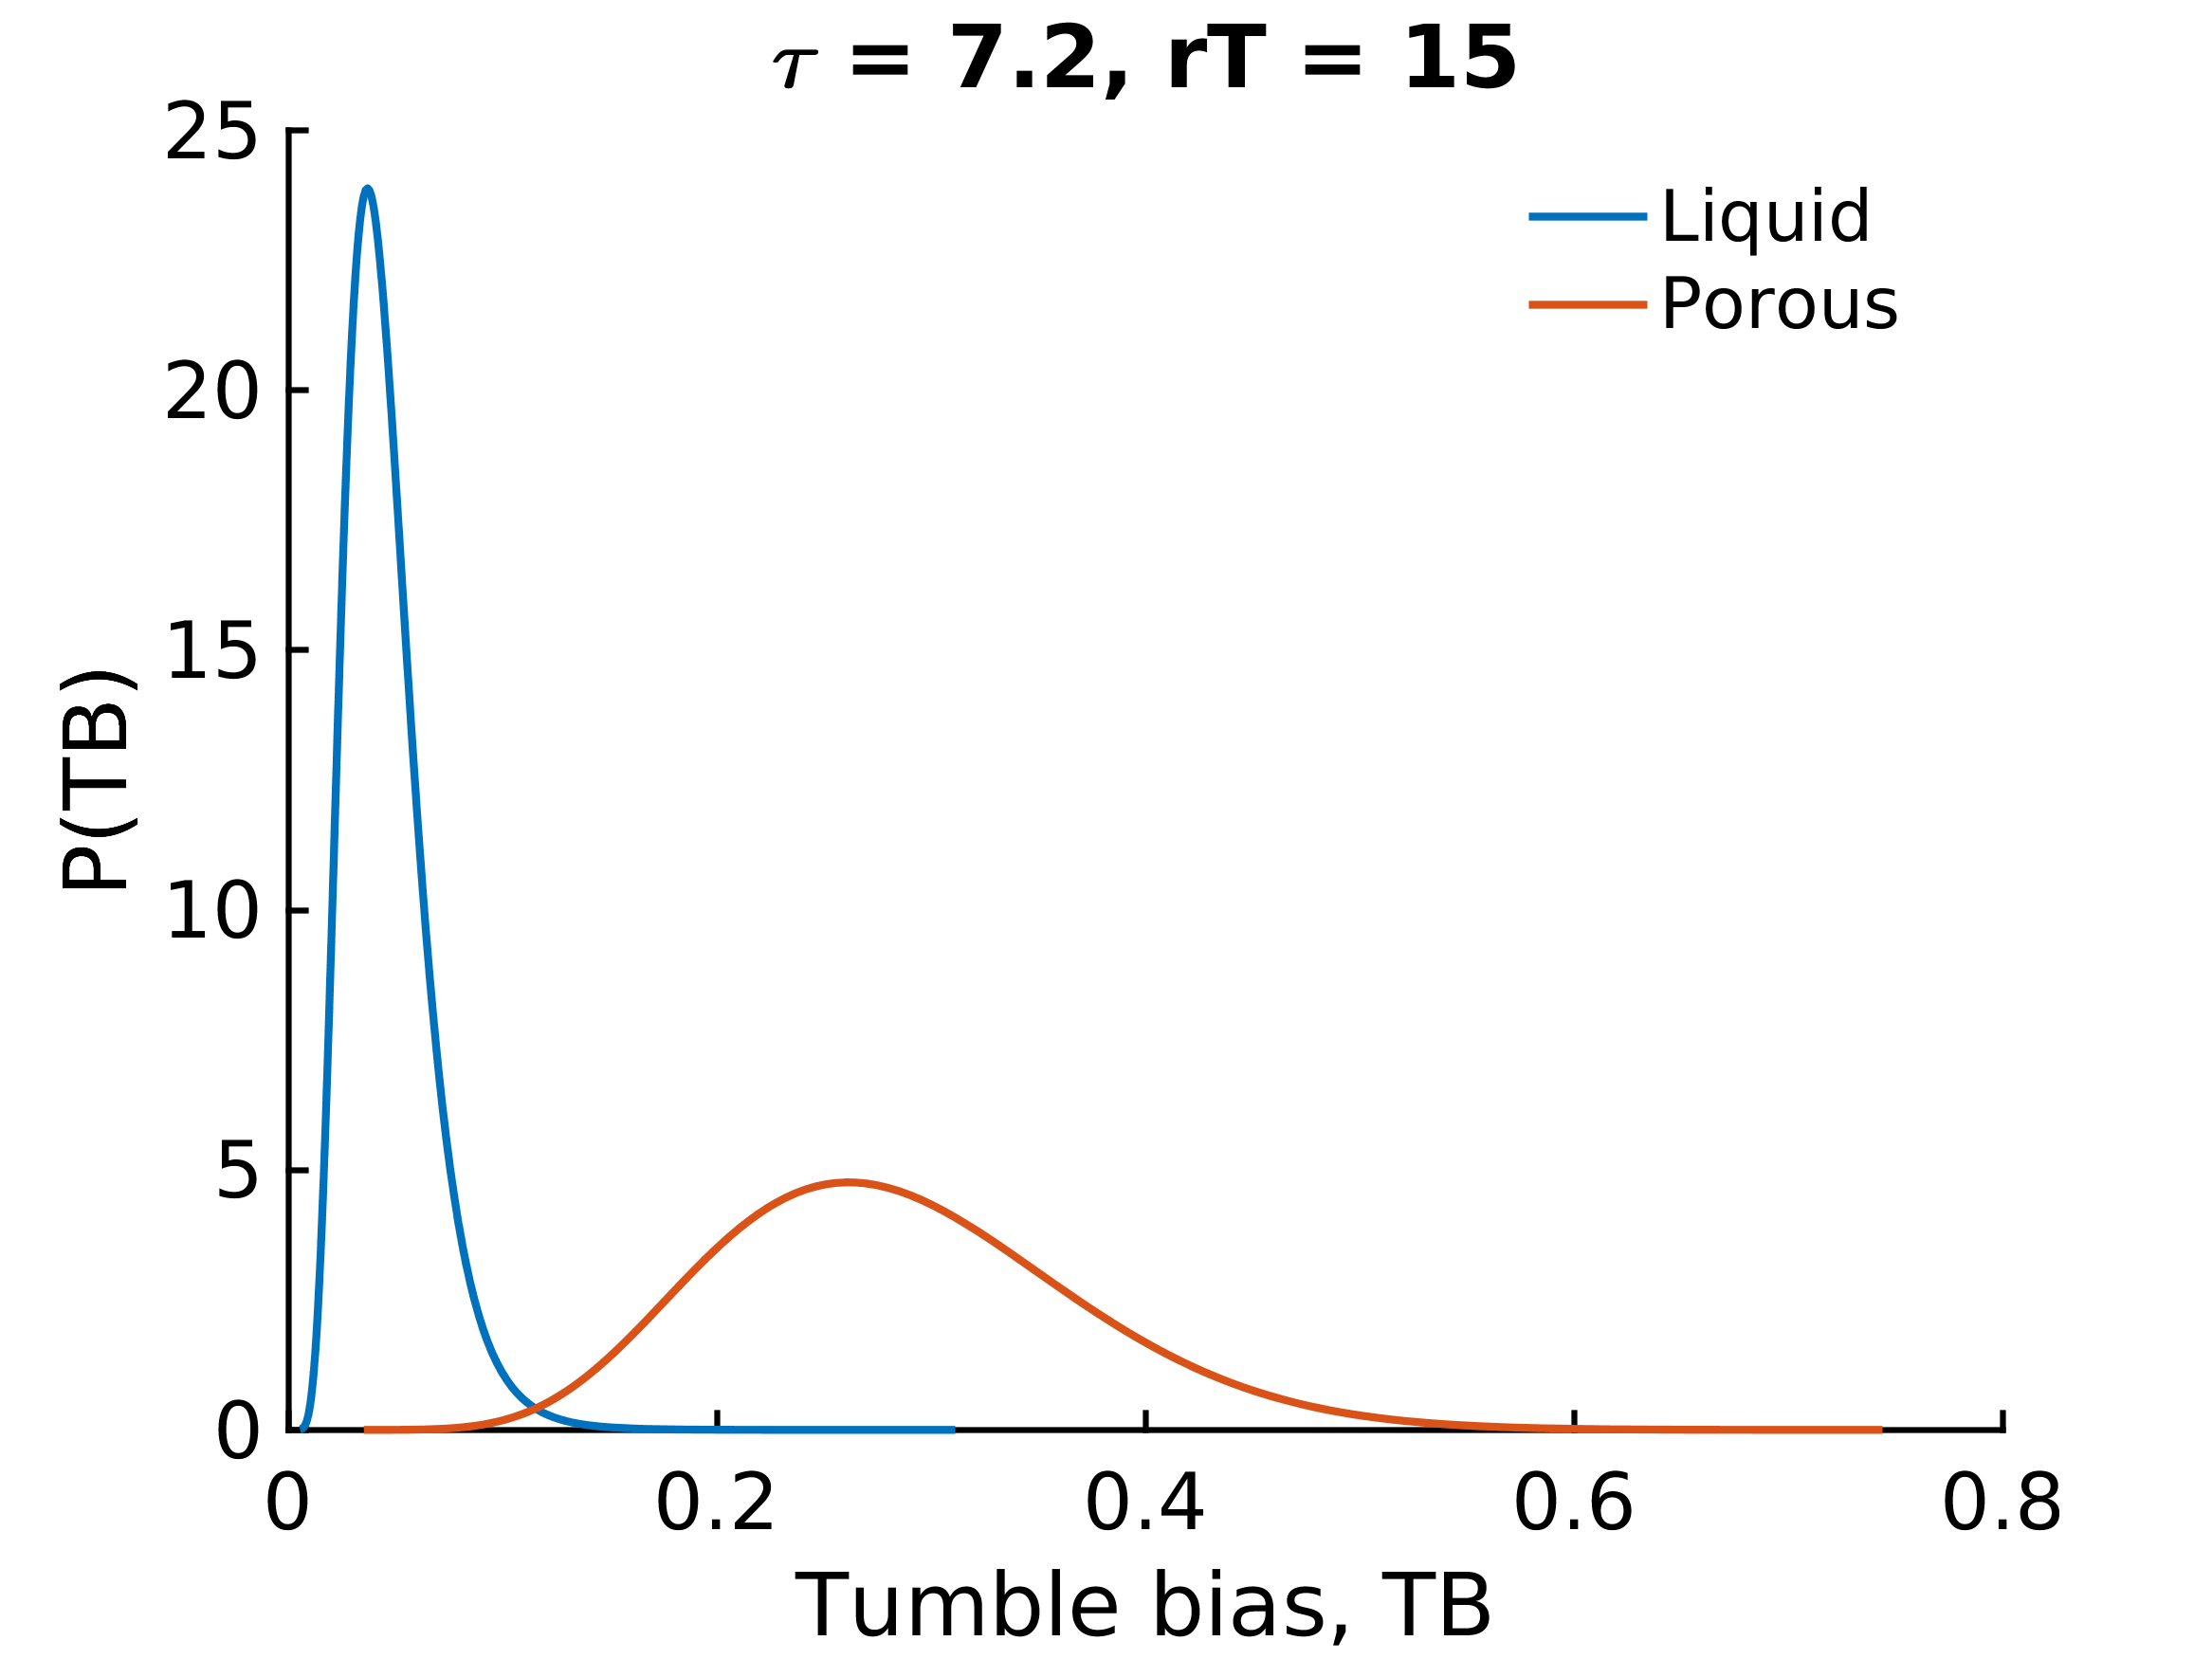 τ = 7.2, rT = 15
25
20
15
10
5
0
P(TB)
Liquid
Porous
0 0.2 0.4 0.6 0.8
Tumble bias, TB